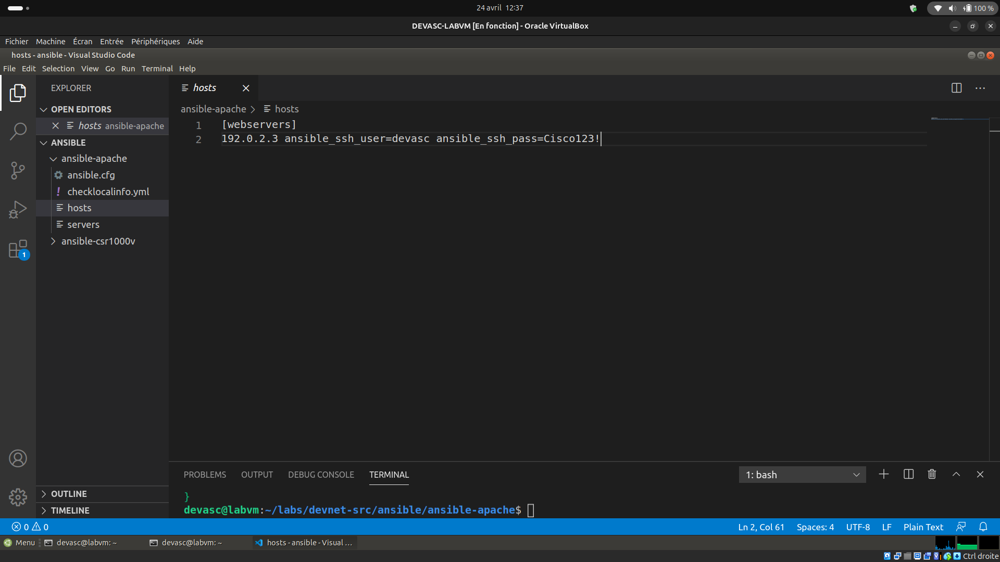 24 avril 12:37
100 %
DEVASC-LABVM [En fonction] - Oracle VirtualBox
Fichier Machine Écran Entrée Périphériques Aide
hosts - ansible - Visual Studio Code
File Edit Selection View Go Run Terminal Help
EXPLORER
hosts
OPEN EDITORS
ansible-apache > hosts
hosts ansible-apache
1 [webservers]
2 192.0.2.3 ansible_ssh_user=devasc ansible_ssh_pass=Cisco123!
ANSIBLE
ansible-apache
ansible.cfg
! checklocalinfo.yml
hosts
servers
ansible-csr1000v
1
OUTLINE
TIMELINE
PROBLEMS OUTPUT DEBUG CONSOLE TERMINAL
1: bash
}
devasc@labvm:~/labs/devnet-src/ansible/ansible-apache$
0 0
Ln 2, Col 61 Spaces: 4 UTF-8 LF Plain Text
Menu devasc@labvm: ~ devasc@labvm: ~ hosts - ansible - Visual ...
Ctrl droite